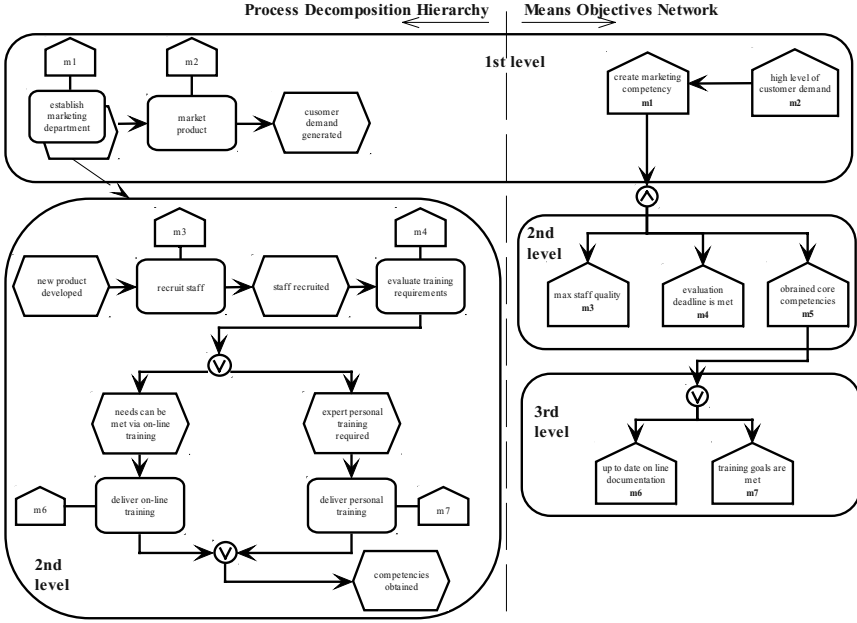 Process Decomposition Hierarchy
Means Objectives Network
1st level
m1
m2
establish
marketing
department
market
product
cusomer
demand
generated
create marketing
competency
m1
high level of
customer demand
m2
m3
m4
new product
developed
recruit staff
staff recruited
evaluate training
requirements
needs can be
met via on-line
training
expert personal
training
required
m6
deliver on-line
training
deliver personal
training
m7
2nd
level
competencies
obtained
2nd
level
max staff quality
m3
evaluation
deadline is met
m4
obrained core
competencies
m5
3rd
level
up to date on line
documentation
m6
training goals are
met
m7